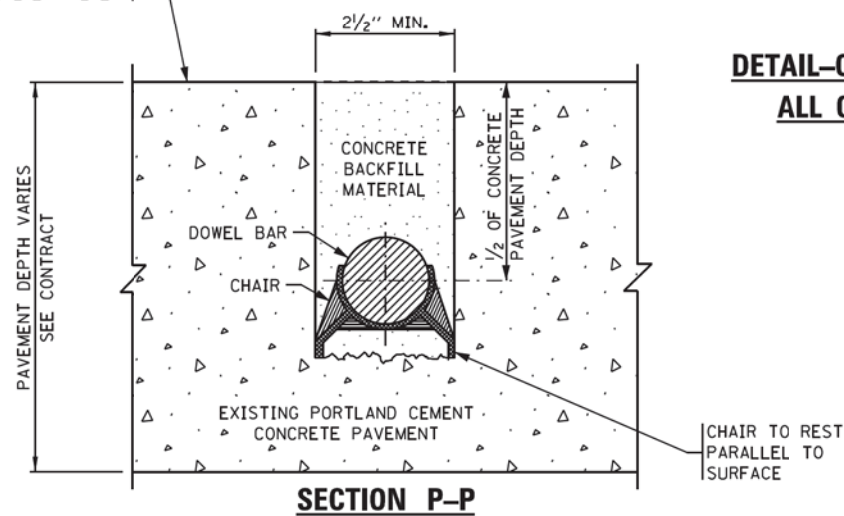 2½" MIN.
DETAIL–
ALL
PAVEMENT DEPTH VARIES
SEE CONTRACT
CONCRETE
BACKFILL
MATERIAL
½ OF CONCRETE
PAVEMENT DEPTH
DOWEL BAR
CHAIR
EXISTING PORTLAND CEMENT
CONCRETE PAVEMENT
CHAIR TO REST
PARALLEL TO
SURFACE
SECTION P–P